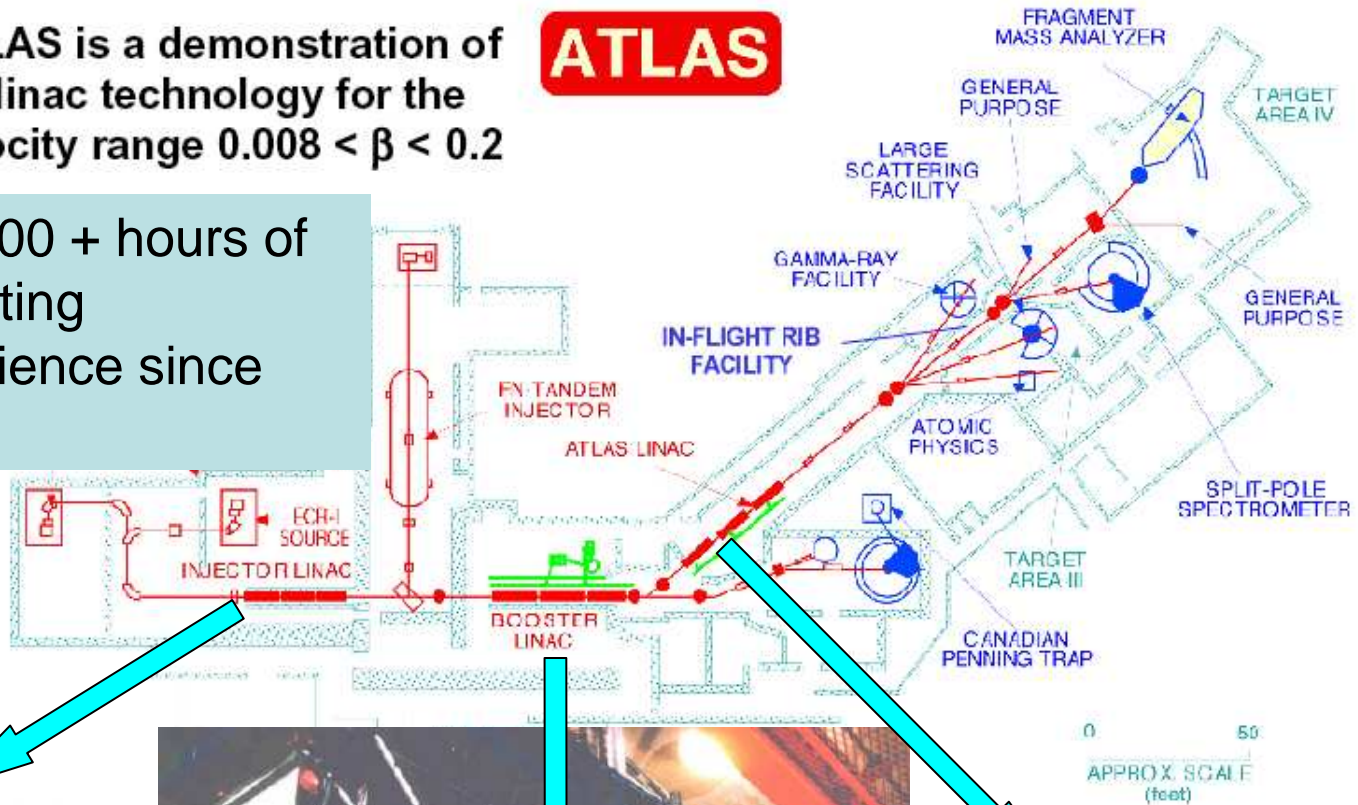 LAS is a demonstration of
linac technology for the
ocity range 0.008 < β < 0.2
ATLAS
00 + hours of
ting
ience since
FRAGMENT
MASS ANALYZER
GENERAL
PURPOSE
TARGET
AREA IV
LARGE
SCATTERING
FACILITY
GAMMA-RAY
FACILITY
GENERAL
PURPOSE
IN-FLIGHT RIB
FACILITY
FN-TANDEM
INJECTOR
ATLAS LINAC
ATOMIC
PHYSICS
SPLIT-POLE
SPECTROMETER
ECR-I
SOURCE
INJECTOR LINAC
TARGET
AREA III
BOOSTER
LINAC
CANADIAN
PENNING TRAP
0 50
APPROX. SCALE
(feet)